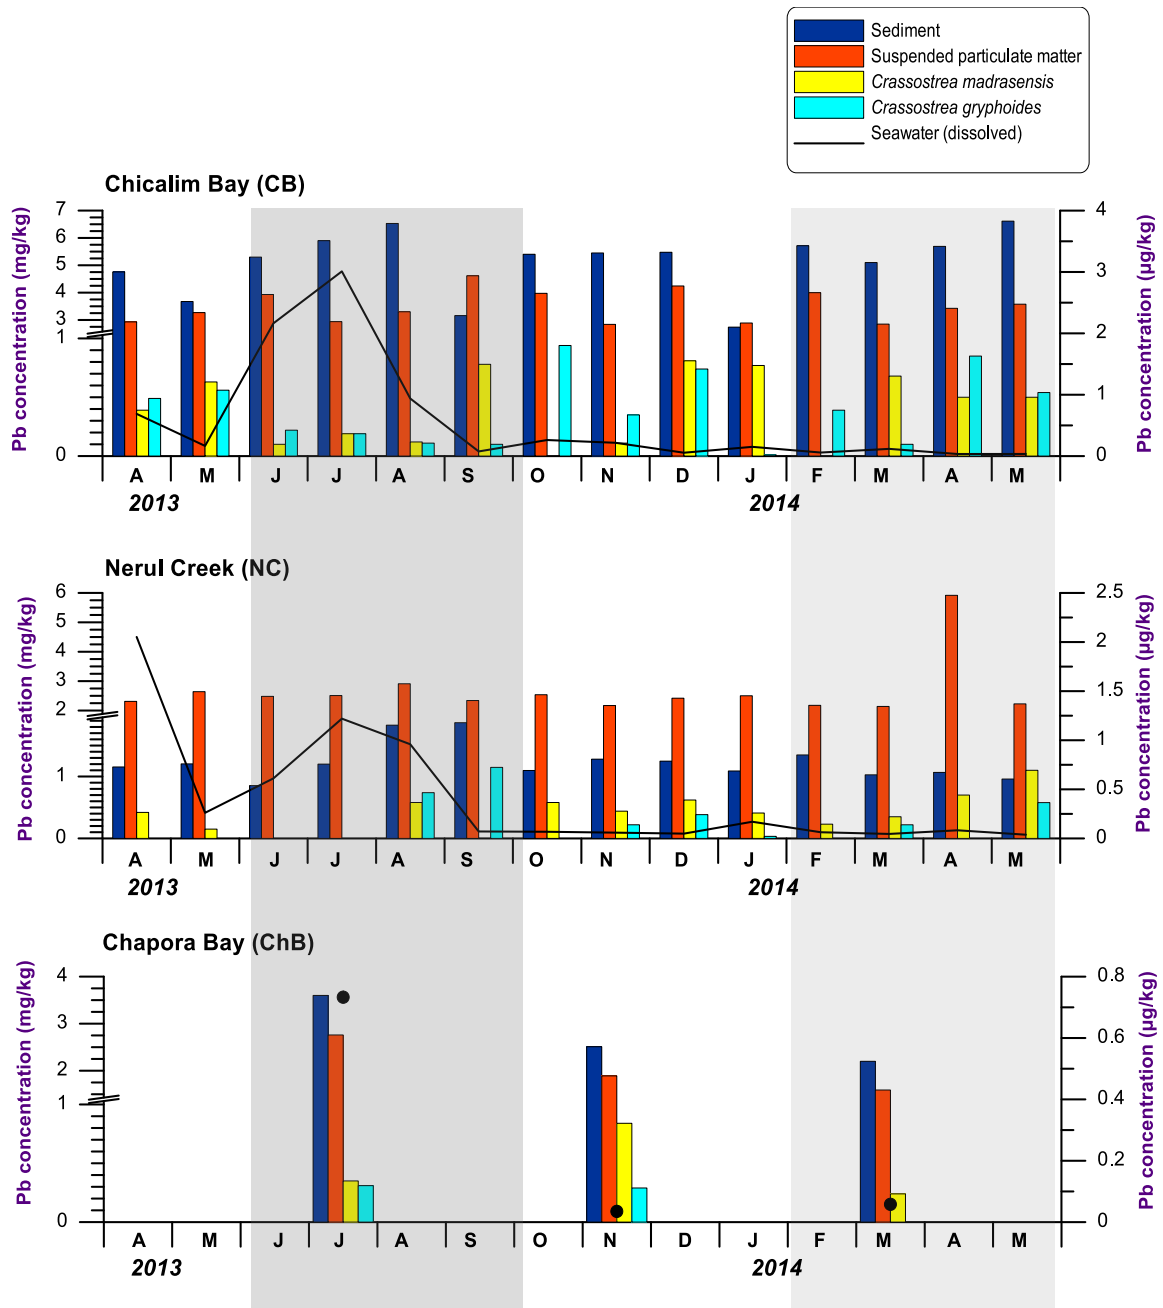 Sediment
Suspended particulate matter
Crassostrea madrasensis
Crassostrea gryphoides
Seawater (dissolved)
Chicalim Bay (CB)
Pb concentration (mg/kg)
7
6
5
4
3
1
0
4
3
2
1
0
Pb concentration (µg/kg)
A M J J A S O N D J F M A M
2013 2014
Nerul Creek (NC)
Pb concentration (mg/kg)
6
5
4
3
2
1
0
2.5
2
1.5
1
0.5
0
Pb concentration (µg/kg)
A M J J A S O N D J F M A M
2013 2014
Chapora Bay (ChB)
Pb concentration (mg/kg)
4
3
2
1
0
0.8
0.6
0.4
0.2
0
Pb concentration (µg/kg)
A M J J A S O N D J F M A M
2013 2014